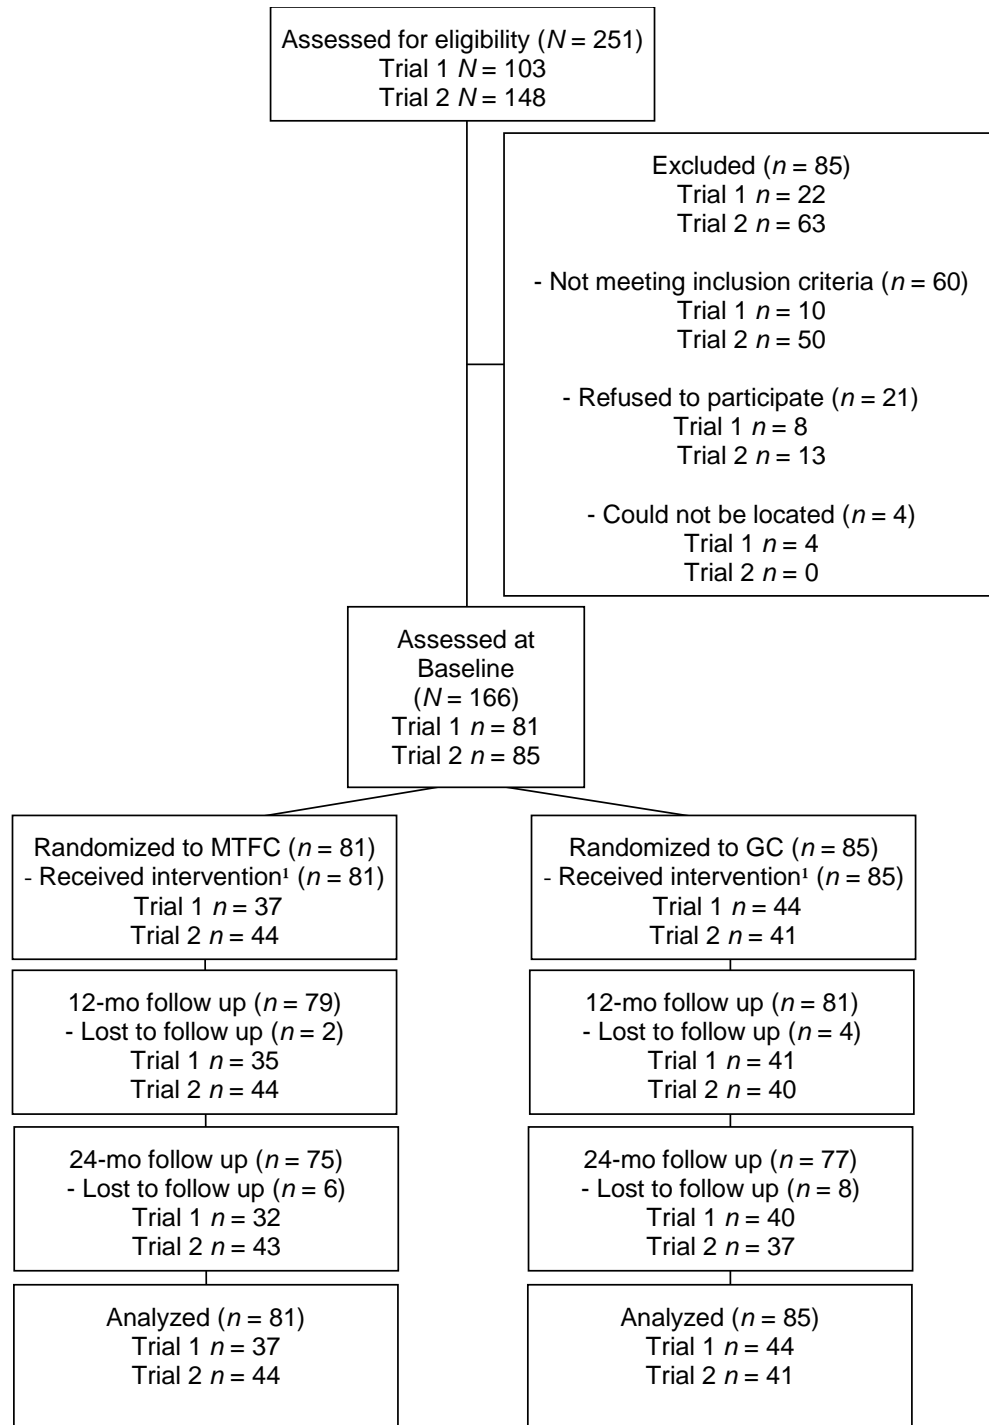 Assessed for eligibility (N = 251)
Trial 1 N = 103
Trial 2 N = 148
Excluded (n = 85)
Trial 1 n = 22
Trial 2 n = 63
- Not meeting inclusion criteria (n = 60)
Trial 1 n = 10
Trial 2 n = 50
- Refused to participate (n = 21)
Trial 1 n = 8
Trial 2 n = 13
- Could not be located (n = 4)
Trial 1 n = 4
Trial 2 n = 0
Assessed at
Baseline
(N = 166)
Trial 1 n = 81
Trial 2 n = 85
Randomized to MTFC (n = 81)
- Received intervention¹ (n = 81)
Trial 1 n = 37
Trial 2 n = 44
Randomized to GC (n = 85)
- Received intervention¹ (n = 85)
Trial 1 n = 44
Trial 2 n = 41
12-mo follow up (n = 79)
- Lost to follow up (n = 2)
Trial 1 n = 35
Trial 2 n = 44
12-mo follow up (n = 81)
- Lost to follow up (n = 4)
Trial 1 n = 41
Trial 2 n = 40
24-mo follow up (n = 75)
- Lost to follow up (n = 6)
Trial 1 n = 32
Trial 2 n = 43
24-mo follow up (n = 77)
- Lost to follow up (n = 8)
Trial 1 n = 40
Trial 2 n = 37
Analyzed (n = 81)
Trial 1 n = 37
Trial 2 n = 44
Analyzed (n = 85)
Trial 1 n = 44
Trial 2 n = 41